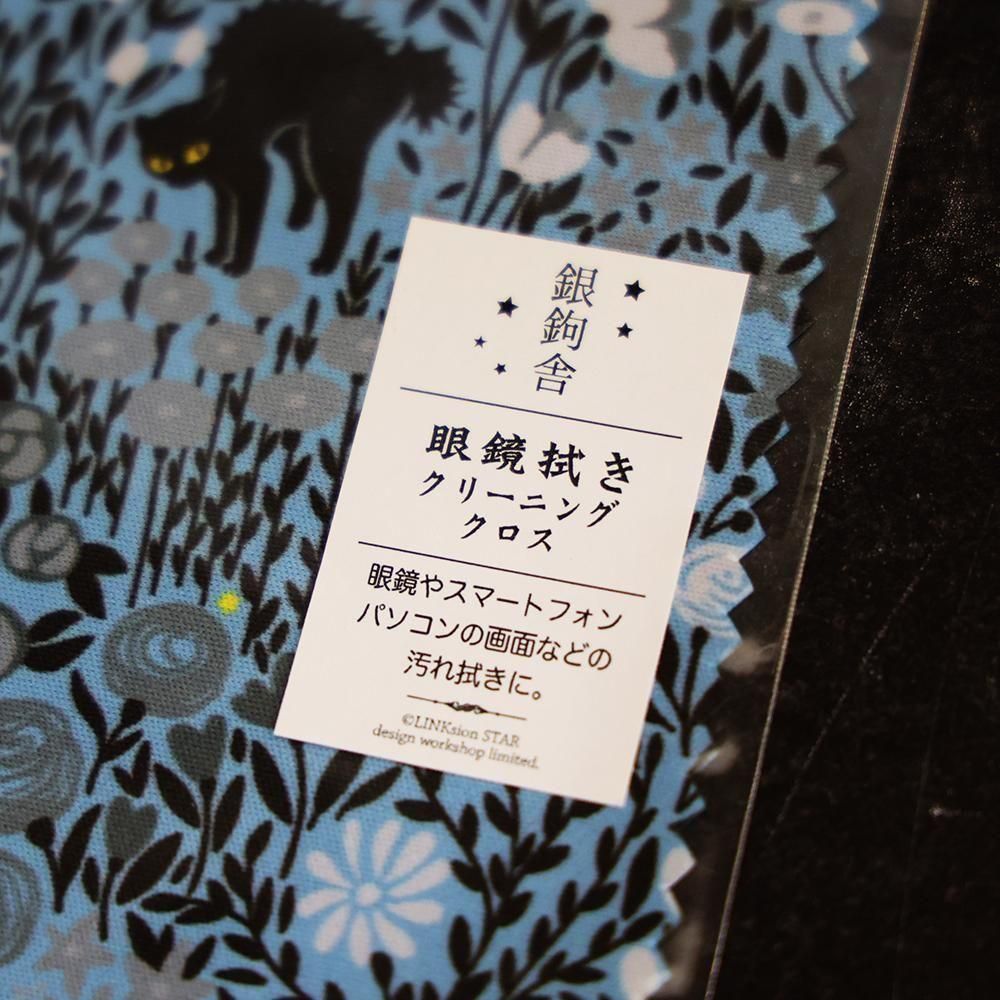 銀鉤舎
眼鏡拭き
クリーニング
クロス
眼鏡やスマートフォン
パソコンの画面などの
汚れ拭きに。
©LINKsion STAR
design workshop limited.